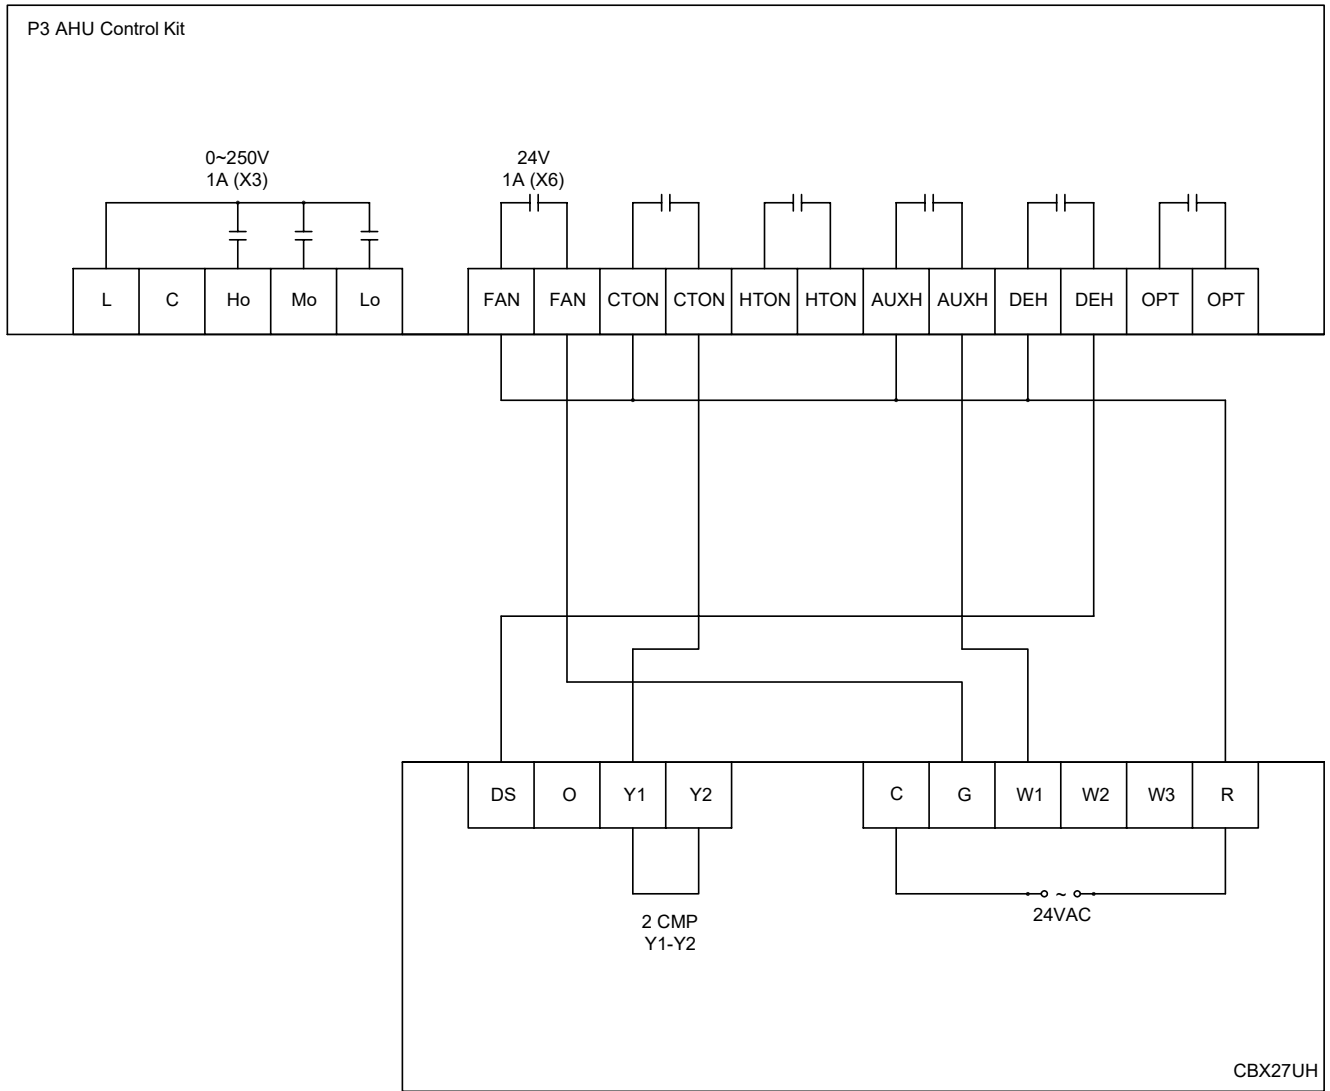 P3 AHU Control Kit
0~250V
1A (X3)
24V
1A (X6)
L C Ho Mo Lo
FAN FAN CTON CTON HTON HTON AUXH AUXH DEH DEH OPT OPT
DS O Y1 Y2
C G W1 W2 W3 R
2 CMP
Y1-Y2
~
24VAC
CBX27UH